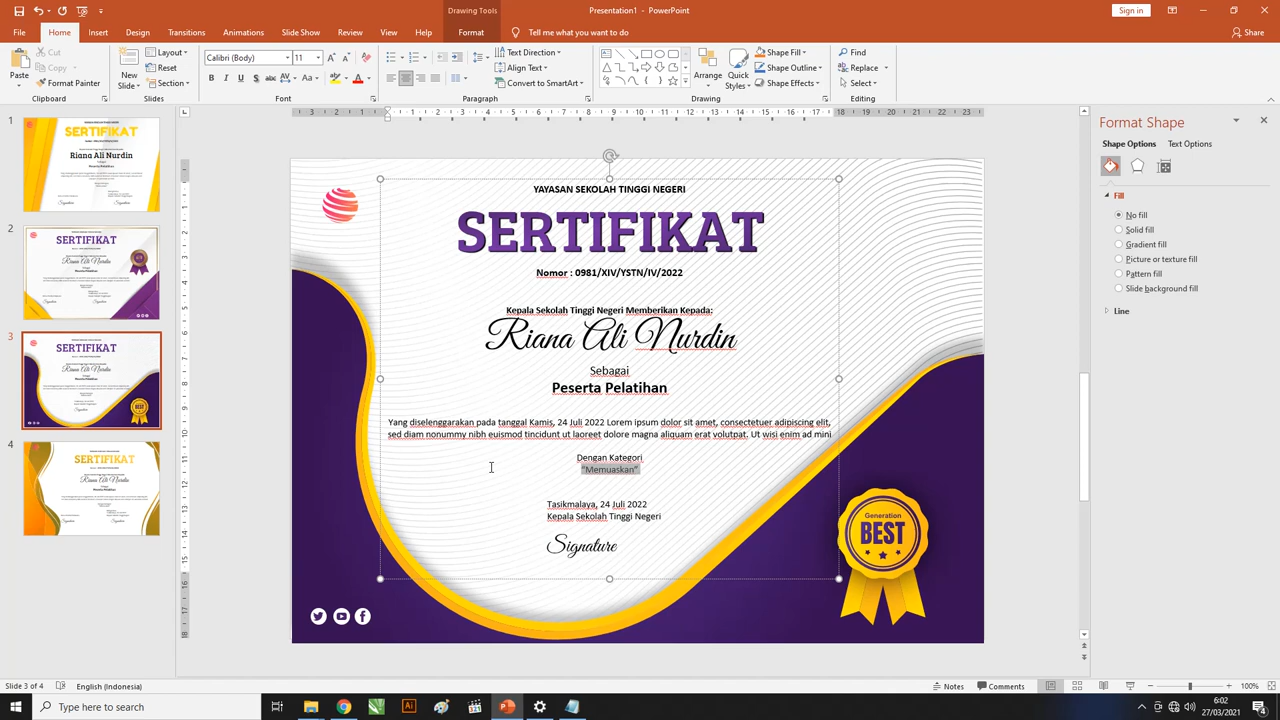 Drawing Tools
Presentation1 - PowerPoint
Sign in
File
Home
Insert
Design
Transitions
Animations
Slide Show
Review
View
Help
Format
Tell me what you want to do
Share
Paste
Cut
Copy
Format Painter
Clipboard
New
Slide
Layout
Reset
Section
Slides
Calibri (Body)
11
Font
Text Direction
Align Text
Convert to SmartArt
Paragraph
Arrange
Quick
Styles
Shape Fill
Shape Outline
Shape Effects
Drawing
Find
Replace
Select
Editing
1
SERTIFIKAT
Riana Ali Nurdin
2
SERTIFIKAT
Riana Ali Nurdin
3
SERTIFIKAT
Riana Ali Nurdin
BEST
4
SERTIFIKAT
Riana Ali Nurdin
YAYASAN SEKOLAH TINGGI NEGERI
SERTIFIKAT
Nomor : 0981/XIV/YSTN/IV/2022
Kepala Sekolah Tinggi Negeri Memberikan Kepada:
Riana Ali Nurdin
Sebagai
Peserta Pelatihan
Yang diselenggarakan pada tanggal Kamis, 24 Juli 2022 Lorem ipsum dolor sit amet, consectetuer adipiscing elit,
sed diam nonummy nibh euismod tincidunt ut laoreet dolore magna aliquam erat volutpat. Ut wisi enim ad mini
Dengan Kategori
“Memuaskan”
Tasikmalaya, 24 Juli 2022
Kepala Sekolah Tinggi Negeri
Signature
Generation
BEST
Format Shape
Shape Options
Text Options
Fill
No fill
Solid fill
Gradient fill
Picture or texture fill
Pattern fill
Slide background fill
Line
Slide 3 of 4
English (Indonesia)
Notes
Comments
100%
Type here to search
6:02
27/03/2021